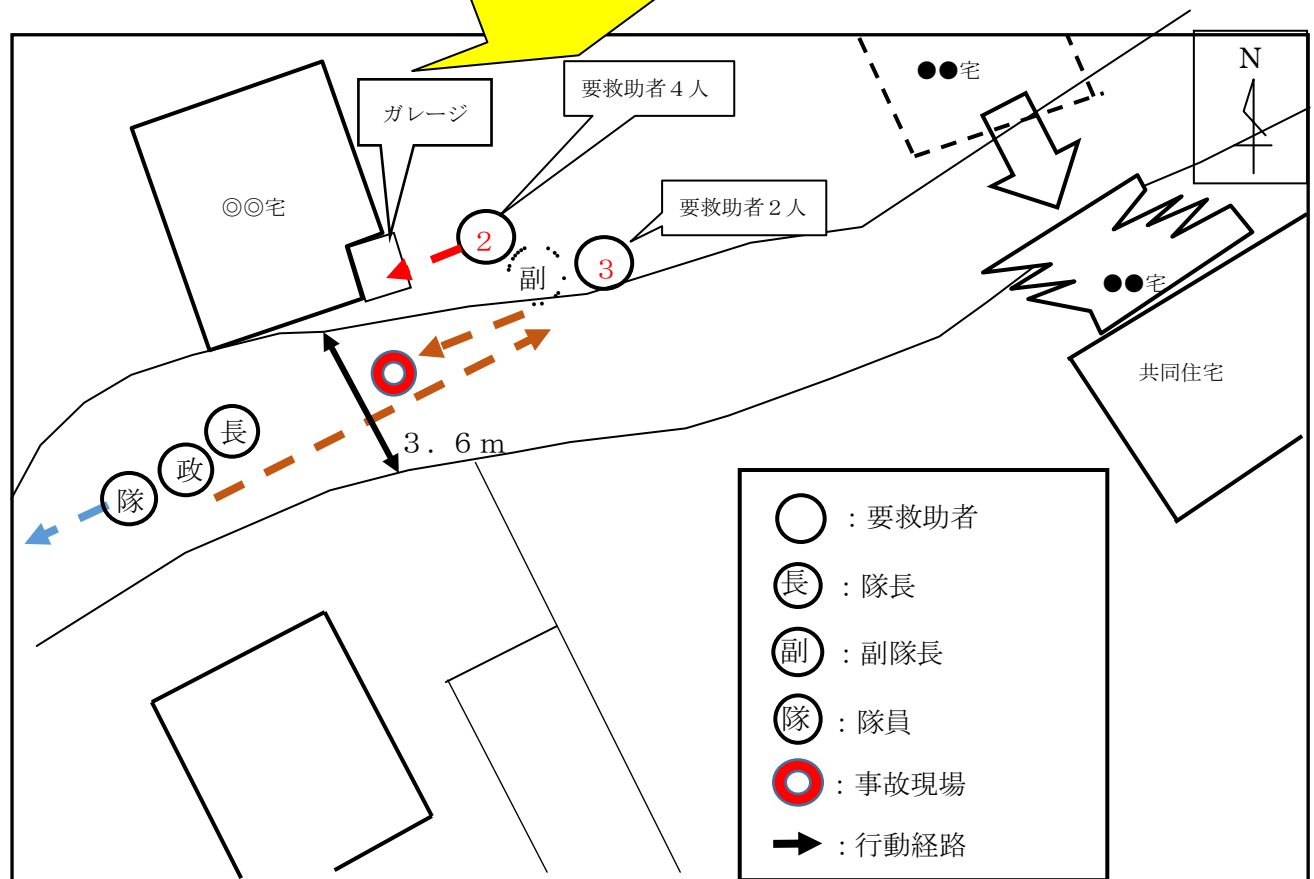 ●●宅
N
要救助者４人
ガレージ
要救助者２人
◎◎宅
２
副
３
●●宅
共同住宅
長
政
隊
３．６ｍ
：要救助者
長：隊長
副：副隊長
隊：隊員
：事故現場
：行動経路